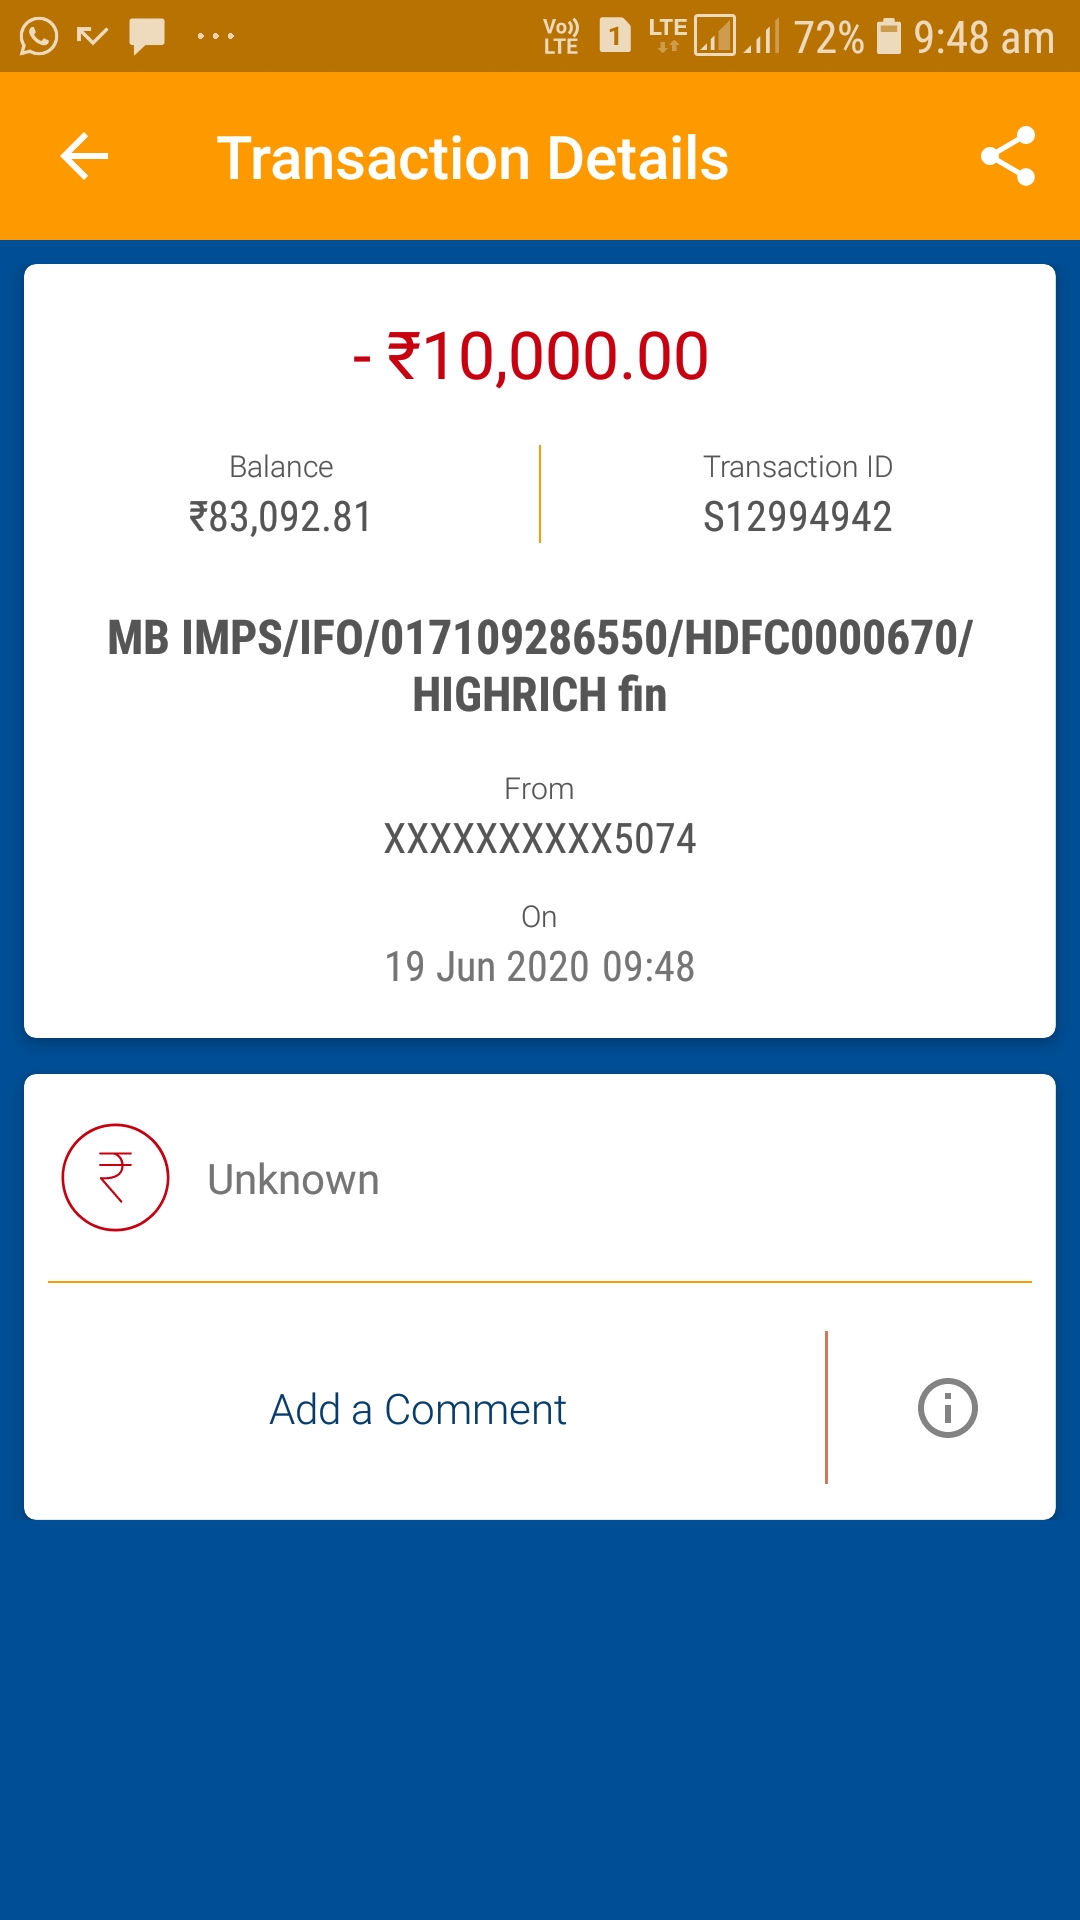 Vo)) LTE 1 LTE 72% 9:48 am
Transaction Details
- ₹10,000.00
Balance Transaction ID
₹83,092.81 S12994942
MB IMPS/IFO/017109286550/HDFC0000670/
HIGHRICH fin
From
XXXXXXXXXX5074
On
19 Jun 2020 09:48
₹ Unknown
Add a Comment